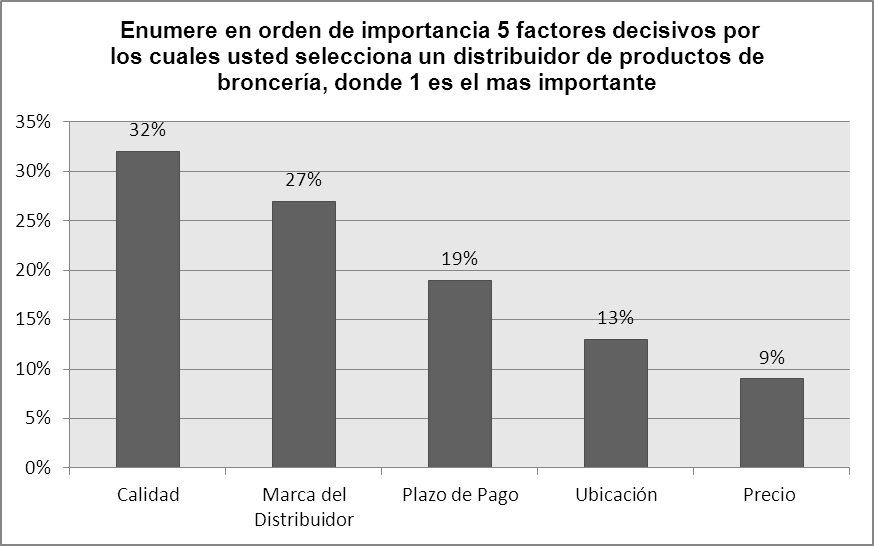 Enumere en orden de importancia 5 factores decisivos por
los cuales usted selecciona un distribuidor de productos de
broncería, donde 1 es el mas importante
35%
30%
25%
20%
15%
10%
5%
0%
32%
27%
19%
13%
9%
Calidad
Marca del
Distribuidor
Plazo de Pago
Ubicación
Precio